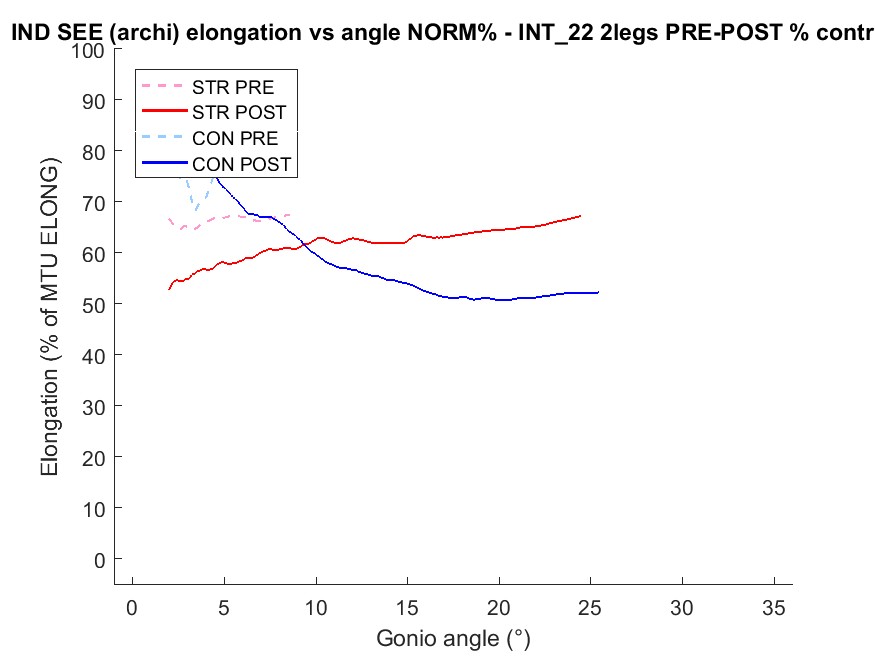 IND SEE (archi) elongation vs angle NORM% - INT_22 2legs PRE-POST % contr
100
90
80
70
60
50
40
30
20
10
0
Elongation (% of MTU ELONG)
STR PRE
STR POST
CON PRE
CON POST
0 5 10 15 20 25 30 35
Gonio angle (°)